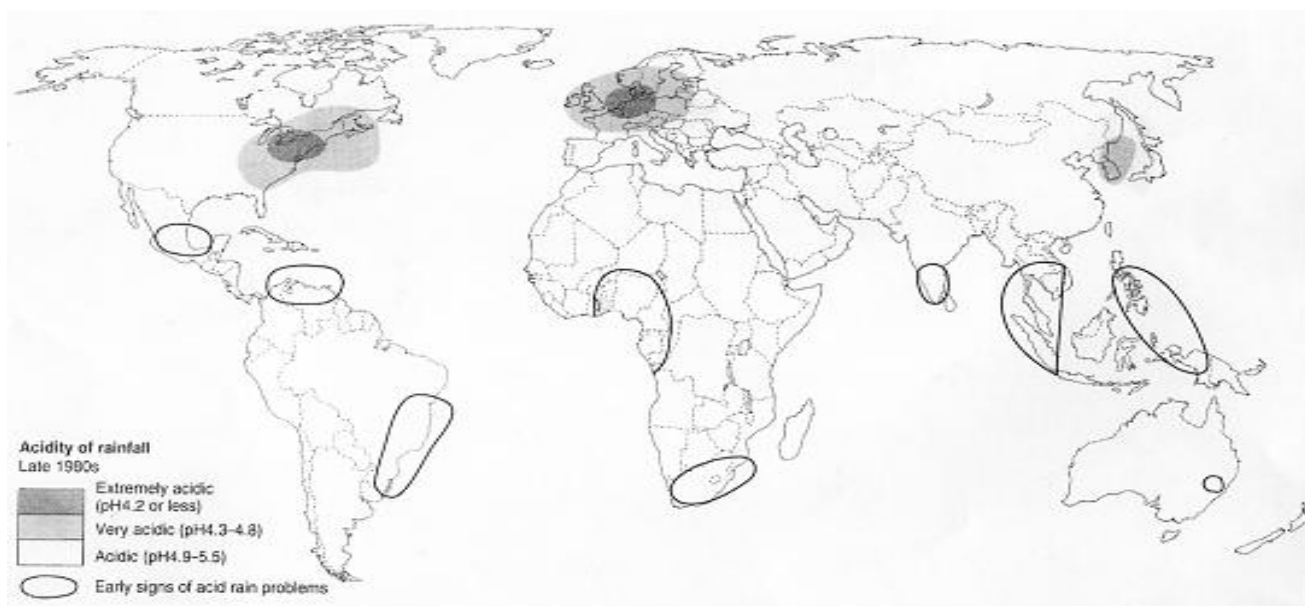 Acidity of rainfall
Late 1980s
Extremely acidic
(pH4.2 or less)
Very acidic (pH4.3–4.8)
Acidic (pH4.9–5.5)
Early signs of acid rain problems